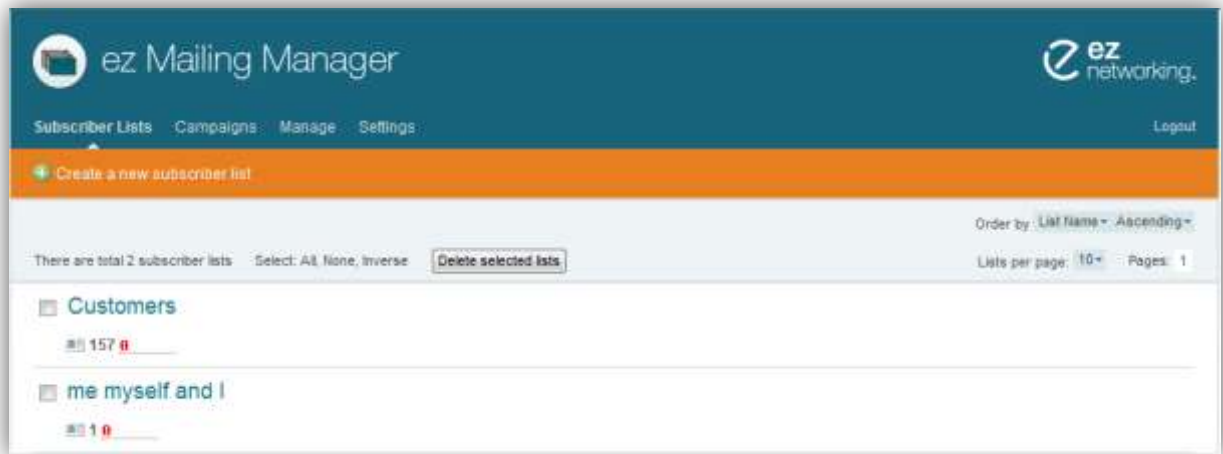 ez Mailing Manager
ez
networking.
Subscriber Lists Campaigns Manage Settings Logout
Create a new subscriber list
Order by: List Name Ascending
There are total 2 subscriber lists Select: All, None, Inverse Delete selected lists Lists per page: 10 Pages: 1
Customers
157 0
me myself and I
1 0